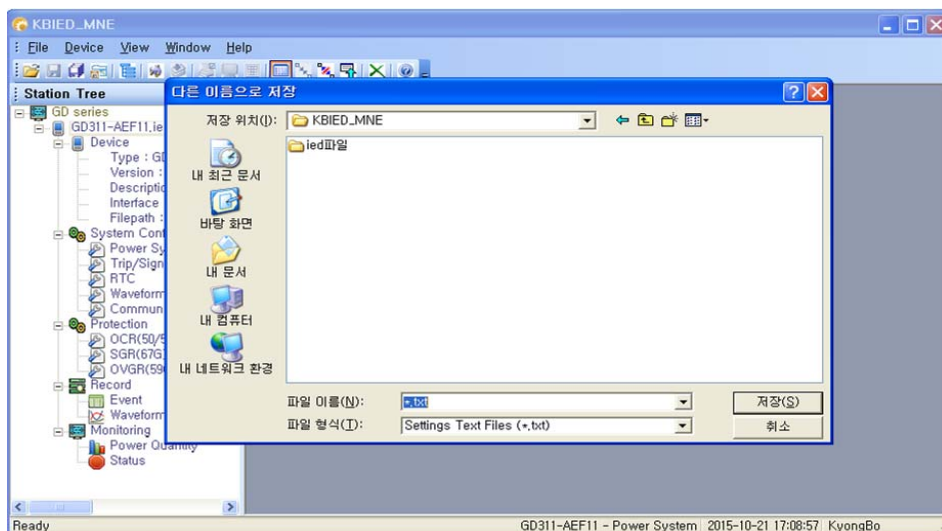 KBIED_MNE
File Device View Window Help
Station Tree
GD series
GD311-AEF11.ie
Device
Type : GD
Version :
Descriptio
Interface
Filepath :
System Cont
Power Sy
Trip/Sign
RTC
Waveform
Commun
Protection
OCR(50/5
SGR(67G
OVGR(59
Record
Event
Waveform
Monitoring
Power Quantity
Status
다른 이름으로 저장
저장 위치(I): KBIED_MNE
ied파일
내 최근 문서
바탕 화면
내 문서
내 컴퓨터
내 네트워크 환경
파일 이름(N): *.txt 저장(S)
파일 형식(T): Settings Text Files (*.txt) 취소
Ready GD311-AEF11 - Power System 2015-10-21 17:08:57 KyongBo